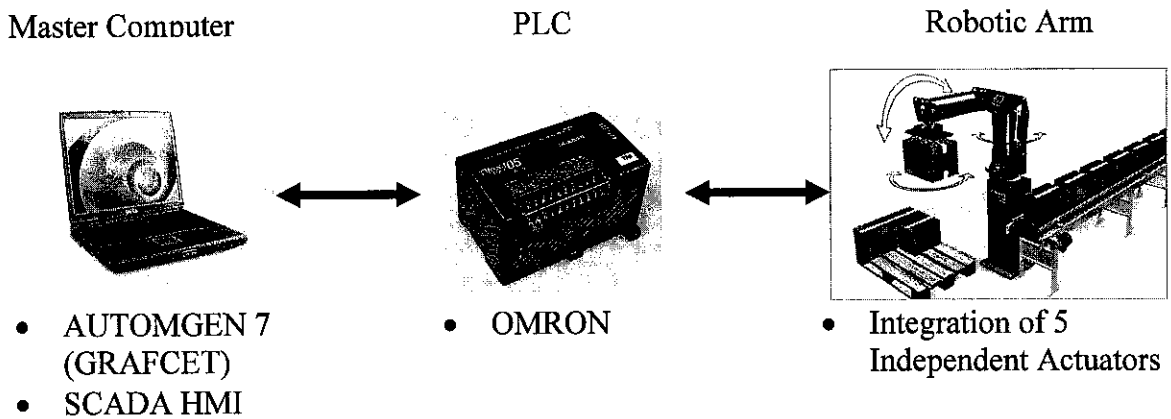 Master Computer
PLC
Robotic Arm
• AUTOMGEN 7
(GRAFCET)
• SCADA HMI
• OMRON
• Integration of 5
Independent Actuators